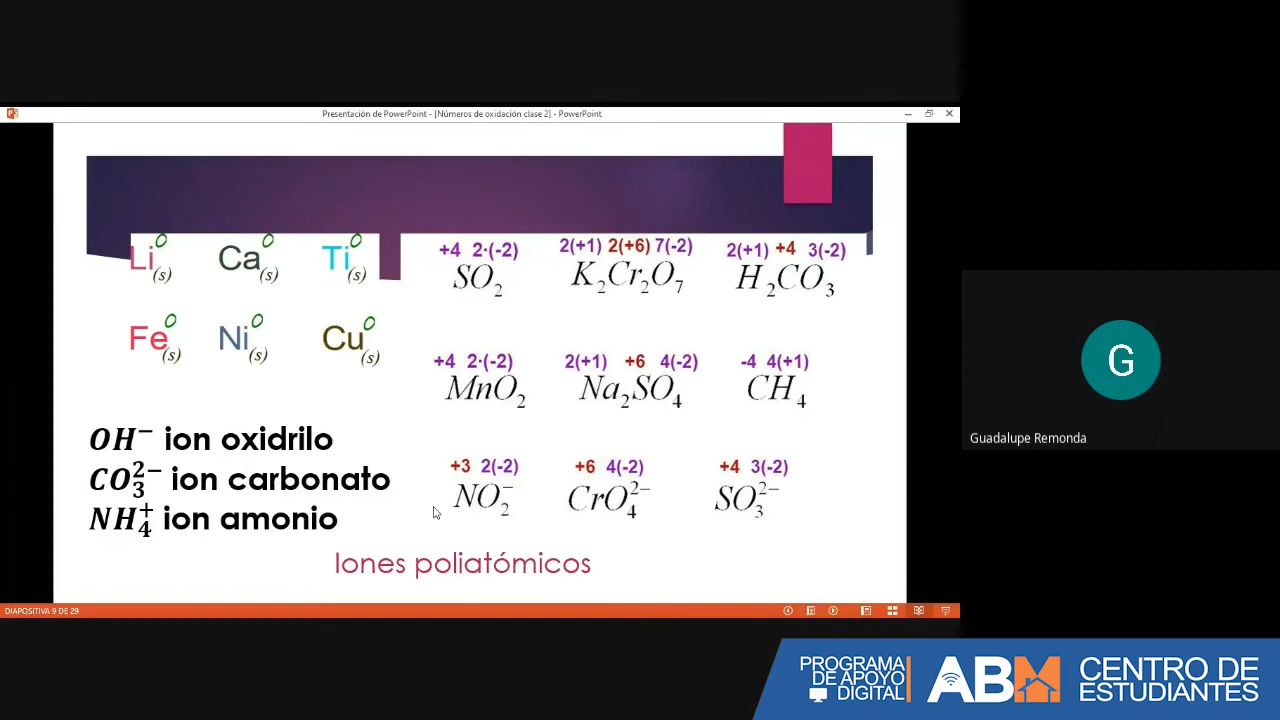 Presentación de PowerPoint - [Números de oxidación clase 2] - PowerPoint
Li⁰(s) Ca⁰(s) Ti⁰(s)
Fe⁰(s) Ni⁰(s) Cu⁰(s)
+4 2·(-2) 2(+1) 2(+6) 7(-2) 2(+1) +4 3(-2)
SO₂ K₂Cr₂O₇ H₂CO₃
+4 2·(-2) 2(+1) +6 4(-2) -4 4(+1)
MnO₂ Na₂SO₄ CH₄
OH⁻ ion oxidrilo
CO₃²⁻ ion carbonato
NH₄⁺ ion amonio
+3 2(-2) +6 4(-2) +4 3(-2)
NO₂⁻ CrO₄²⁻ SO₃²⁻
Iones poliatómicos
DIAPOSITIVA 9 DE 29
G
Guadalupe Remonda
PROGRAMA
DE APOYO
DIGITAL
ABM
CENTRO DE
ESTUDIANTES